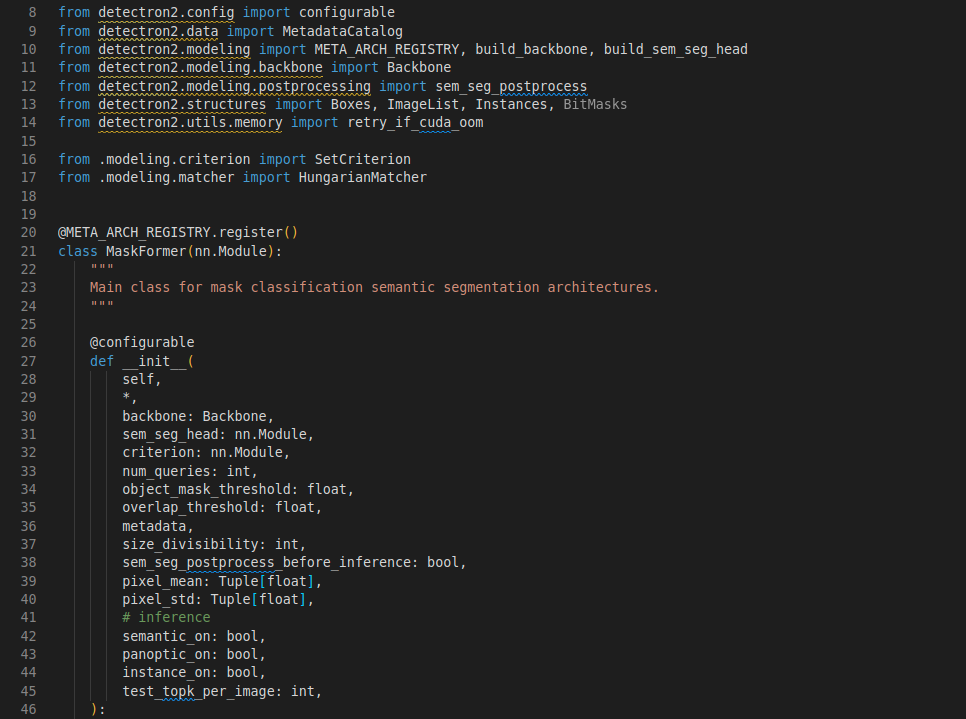 8 from detectron2.config import configurable
9 from detectron2.data import MetadataCatalog
10 from detectron2.modeling import META_ARCH_REGISTRY, build_backbone, build_sem_seg_head
11 from detectron2.modeling.backbone import Backbone
12 from detectron2.modeling.postprocessing import sem_seg_postprocess
13 from detectron2.structures import Boxes, ImageList, Instances, BitMasks
14 from detectron2.utils.memory import retry_if_cuda_oom
15
16 from .modeling.criterion import SetCriterion
17 from .modeling.matcher import HungarianMatcher
18
19
20 @META_ARCH_REGISTRY.register()
21 class MaskFormer(nn.Module):
22     """
23     Main class for mask classification semantic segmentation architectures.
24     """
25
26     @configurable
27     def __init__(
28         self,
29         *,
30         backbone: Backbone,
31         sem_seg_head: nn.Module,
32         criterion: nn.Module,
33         num_queries: int,
34         object_mask_threshold: float,
35         overlap_threshold: float,
36         metadata,
37         size_divisibility: int,
38         sem_seg_postprocess_before_inference: bool,
39         pixel_mean: Tuple[float],
40         pixel_std: Tuple[float],
41         # inference
42         semantic_on: bool,
43         panoptic_on: bool,
44         instance_on: bool,
45         test_topk_per_image: int,
46     ):